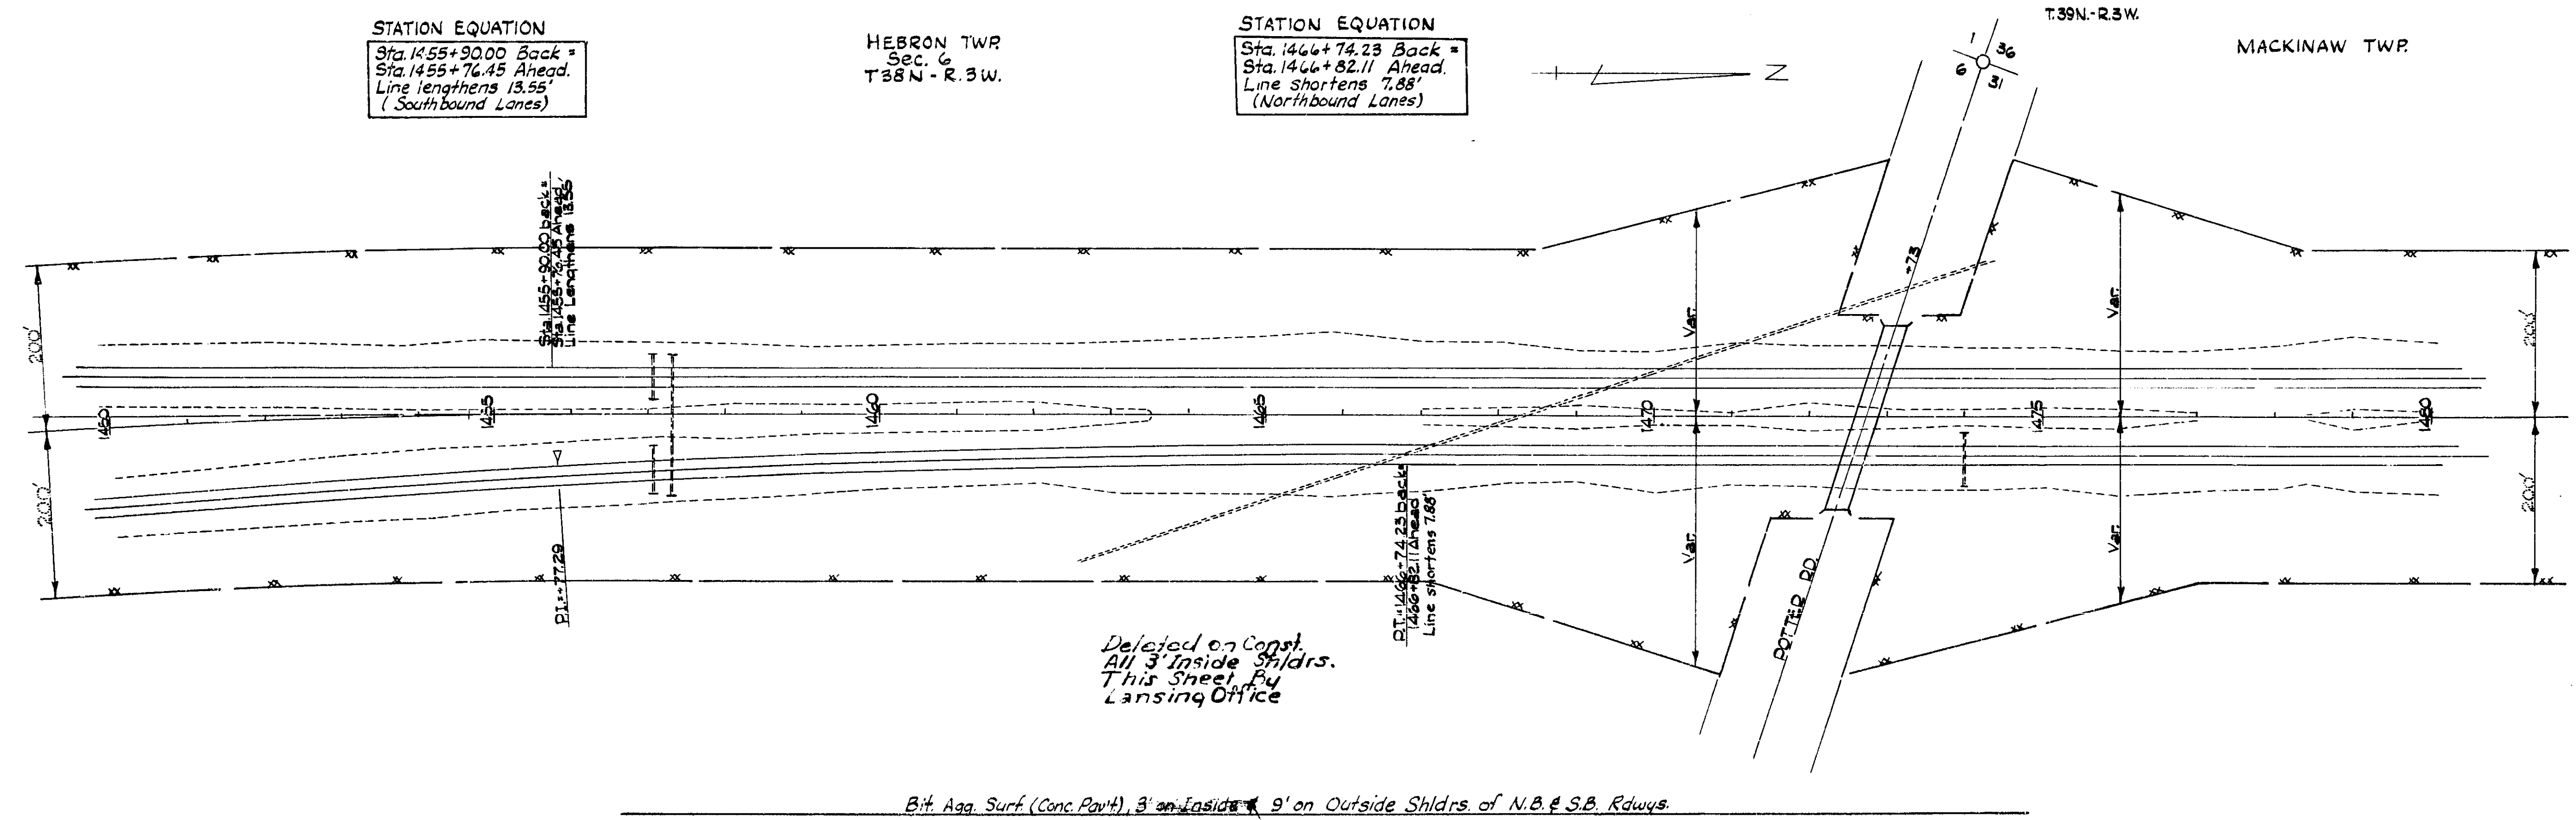 STATION EQUATION
Sta. 1455+90.00 Back =
Sta. 1455+76.45 Ahead.
Line lengthens 13.55'
(Southbound Lanes)
HEBRON TWP.
Sec. 6
T38N - R.3W.
STATION EQUATION
Sta. 1466+74.23 Back =
Sta. 1466+82.11 Ahead.
Line shortens 7.88'
(Northbound Lanes)
N
T.39N.-R.3W.
1 36
6 31
MACKINAW TWP.
Sta. 1455+90.00 back =
Sta. 1455+76.45 Ahead
Line Lengthens 13.55'
200'
200'
+73
Var.
Var.
200'
200'
1450
1455
1460
1465
1470
1475
1480
P.I.=+77.29
P.T.=1466+74.23 back=
1466+82.11 Ahead
Line shortens 7.88'
Var.
Var.
POTTER RD.
Deleted on Const.
All 3' Inside Shldrs.
This Sheet By
Lansing Office
Bit. Agg. Surf. (Conc. Pav't), 3' on Inside & 9' on Outside Shldrs. of N.B. & S.B. Rdwys.